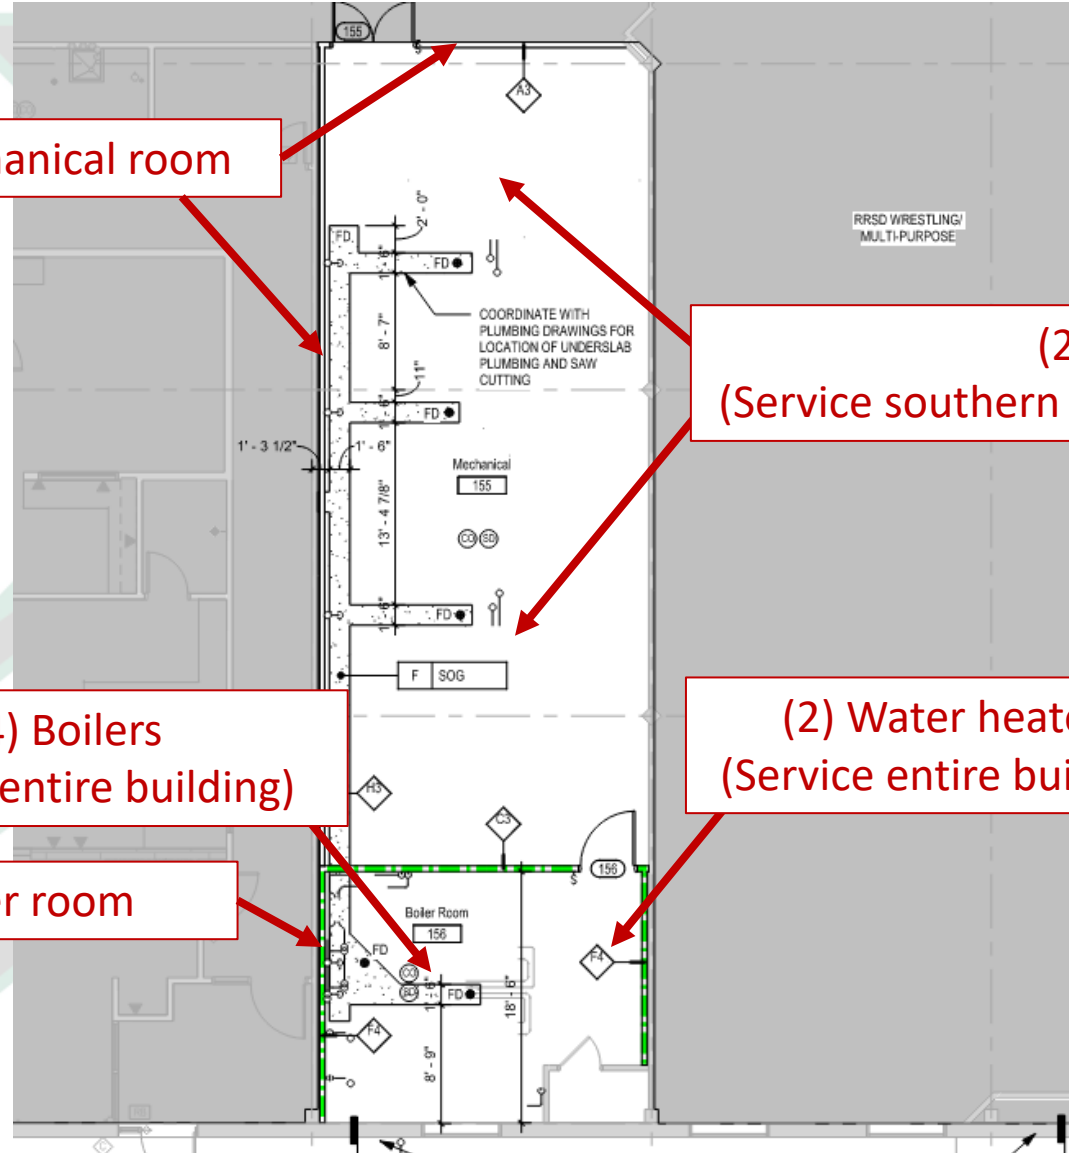 155
A3
anical room
2' - 0"
RRSD WRESTLING/
MULTI-PURPOSE
FD
1' - 6"
FD
COORDINATE WITH
PLUMBING DRAWINGS FOR
LOCATION OF UNDERSLAB
PLUMBING AND SAW
CUTTING
8' - 7"
(2
(Service southern
11"
1' - 6"
FD
1' - 3 1/2"
1' - 6"
Mechanical
155
13' - 4 7/8"
CO SD
1' - 6"
FD
F SOG
) Boilers
entire building)
(2) Water heate
(Service entire bui
H3
C3
S
156
r room
Boiler Room
156
FD
F4
CO
SD
1' - 6"
FD
18' - 6"
F4
8' - 9"